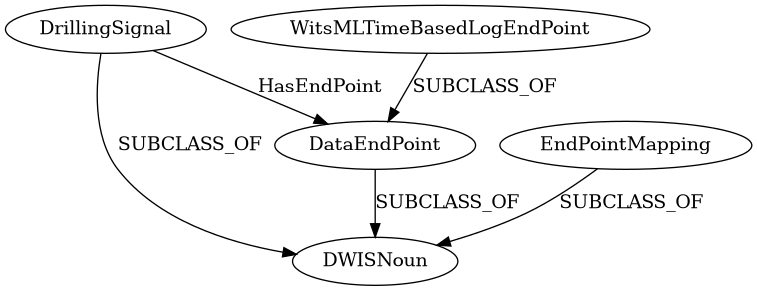 DrillingSignal
WitsMLTimeBasedLogEndPoint
HasEndPoint
SUBCLASS_OF
SUBCLASS_OF
DataEndPoint
EndPointMapping
SUBCLASS_OF
SUBCLASS_OF
DWISNoun